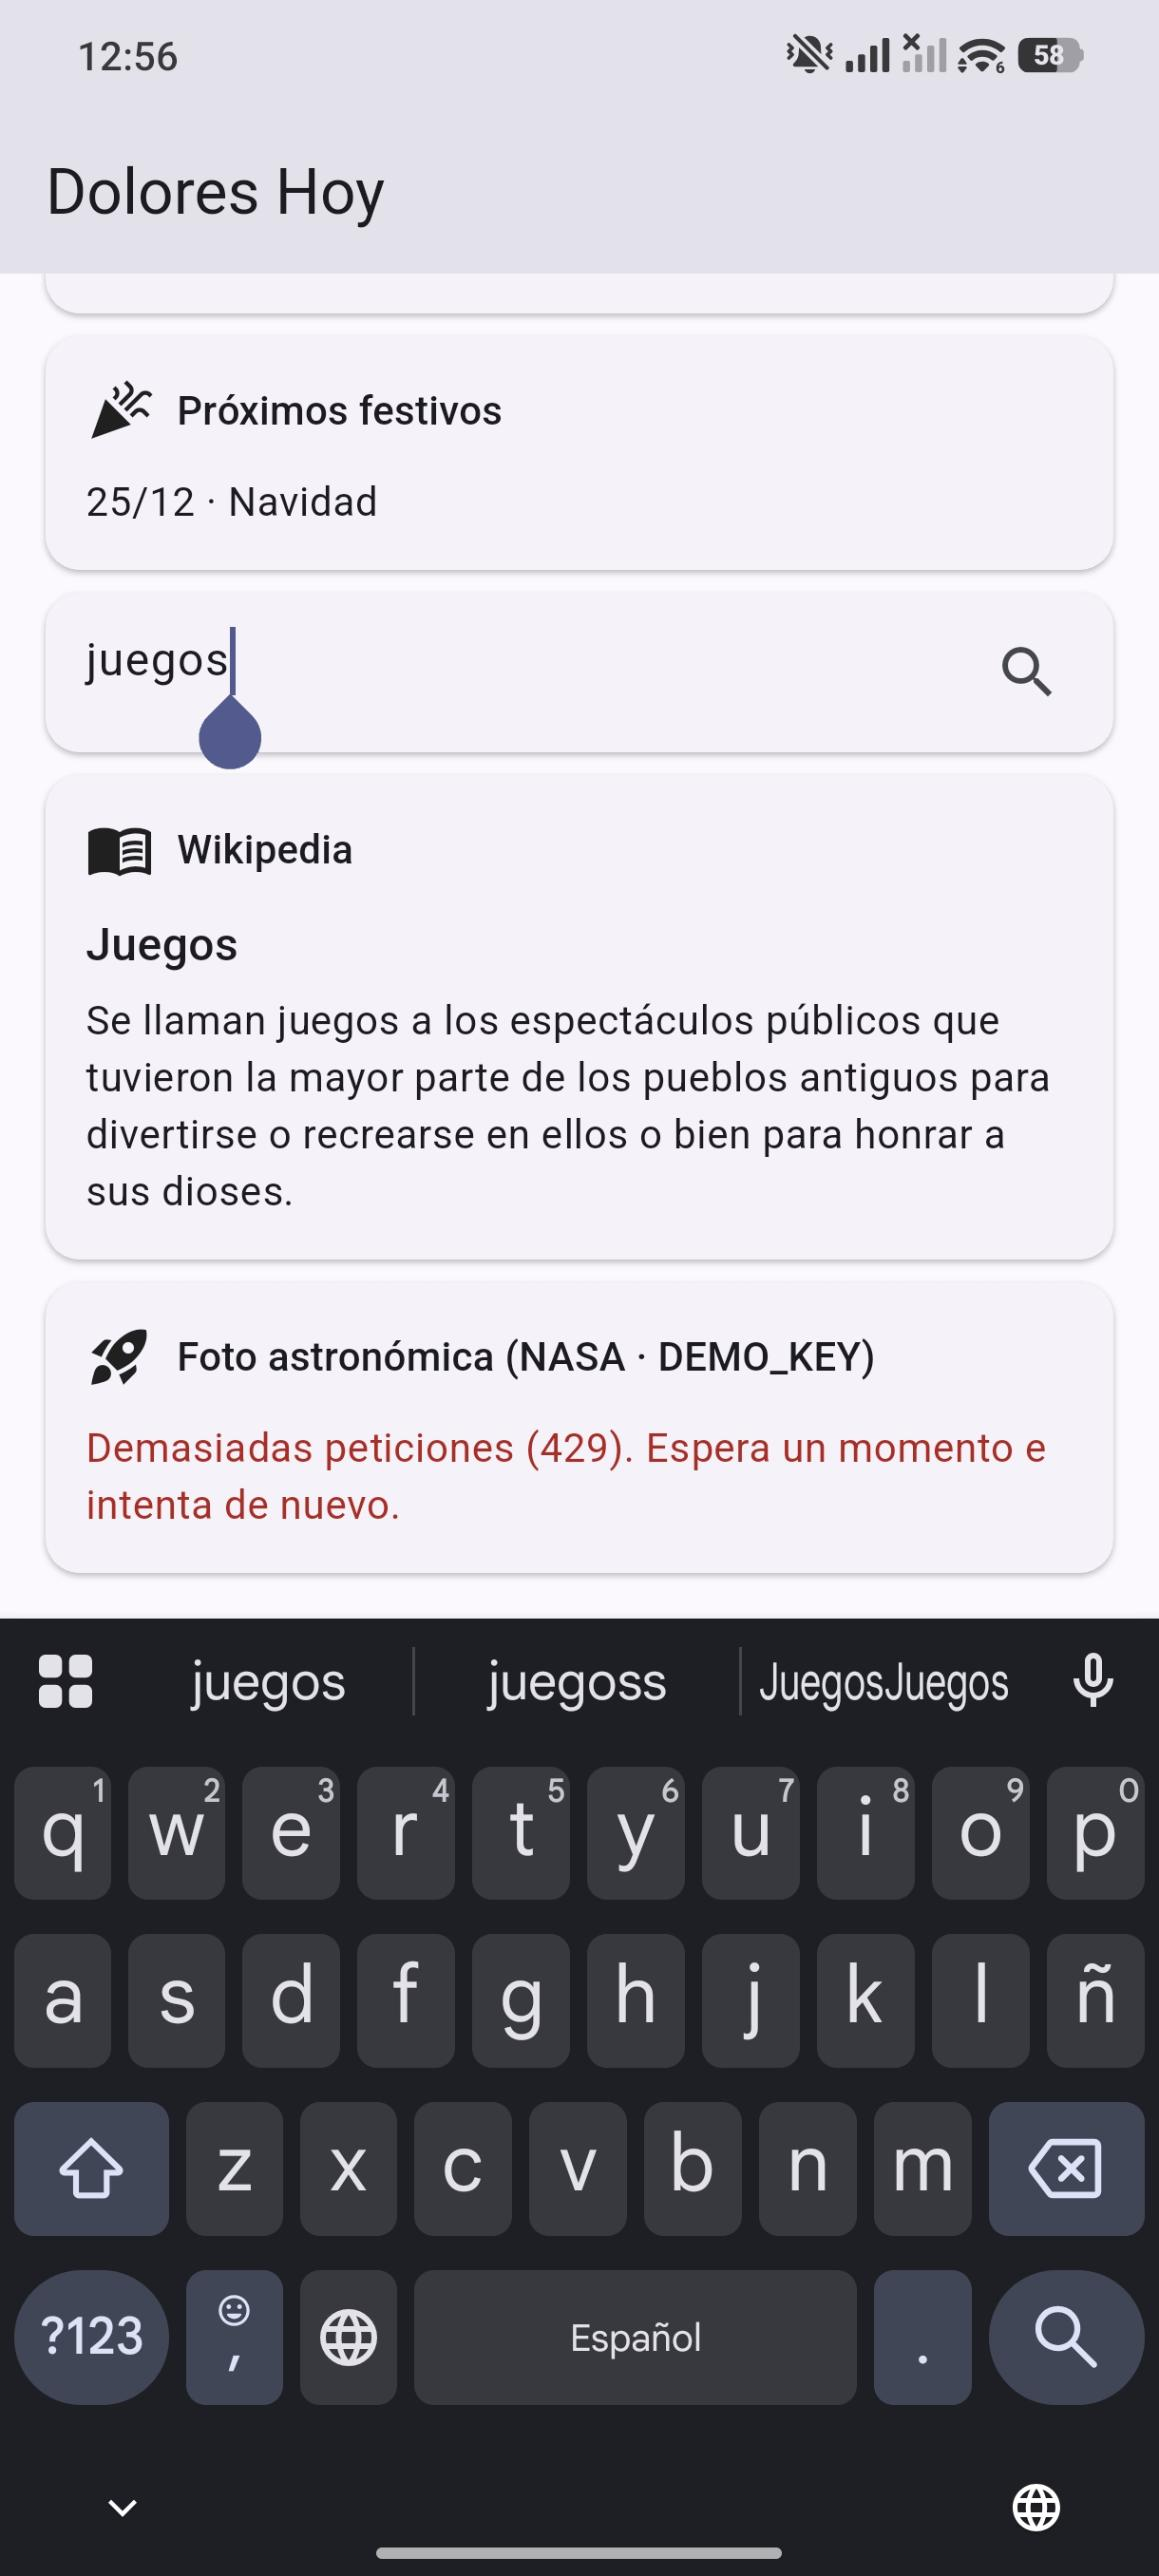 12:56
6
58
Dolores Hoy
Próximos festivos
25/12 · Navidad
juegos
Wikipedia
Juegos
Se llaman juegos a los espectáculos públicos que
tuvieron la mayor parte de los pueblos antiguos para
divertirse o recrearse en ellos o bien para honrar a
sus dioses.
Foto astronómica (NASA · DEMO_KEY)
Demasiadas peticiones (429). Espera un momento e
intenta de nuevo.
juegos juegoss JuegosJuegos
q1 w2 e3 r4 t5 y6 u7 i8 o9 p0
a s d f g h j k l ñ
z x c v b n m
?123 , Español .